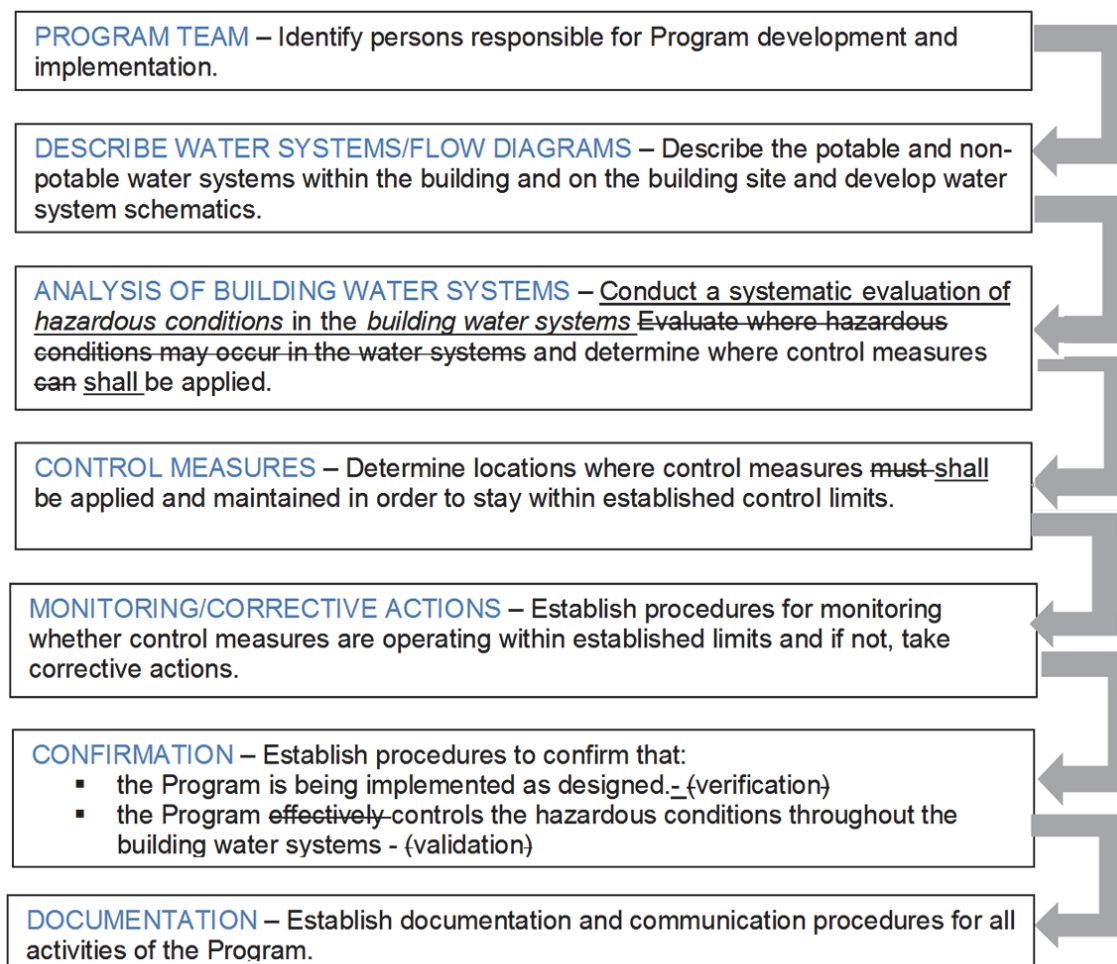 PROGRAM TEAM – Identify persons responsible for Program development and
implementation.
DESCRIBE WATER SYSTEMS/FLOW DIAGRAMS – Describe the potable and non-
potable water systems within the building and on the building site and develop water
system schematics.
ANALYSIS OF BUILDING WATER SYSTEMS – Conduct a systematic evaluation of
hazardous conditions in the building water systems Evaluate where hazardous
conditions may occur in the water systems and determine where control measures
can shall be applied.
CONTROL MEASURES – Determine locations where control measures must shall
be applied and maintained in order to stay within established control limits.
MONITORING/CORRECTIVE ACTIONS – Establish procedures for monitoring
whether control measures are operating within established limits and if not, take
corrective actions.
CONFIRMATION – Establish procedures to confirm that:
▪ the Program is being implemented as designed.- (verification)
▪ the Program effectively controls the hazardous conditions throughout the
building water systems - (validation)
DOCUMENTATION – Establish documentation and communication procedures for all
activities of the Program.